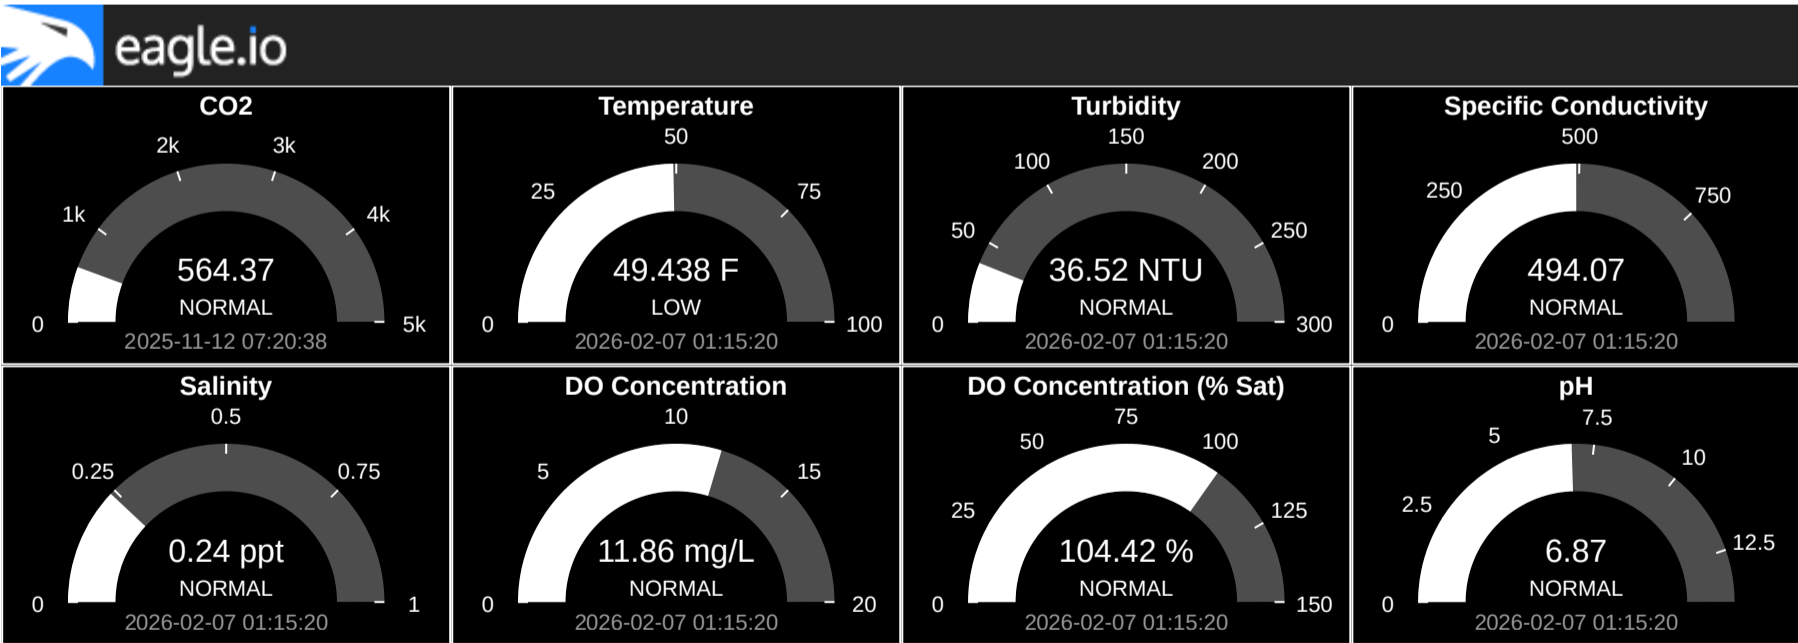 eagle.io
CO2
2k
3k
1k
4k
564.37
NORMAL
0
5k
2025-11-12 07:20:38
Temperature
50
25
75
49.438 F
LOW
0
100
2026-02-07 01:15:20
Turbidity
150
100
200
50
250
36.52 NTU
NORMAL
0
300
2026-02-07 01:15:20
Specific Conductivity
500
250
750
494.07
NORMAL
0
2026-02-07 01:15:20
Salinity
0.5
0.25
0.75
0.24 ppt
NORMAL
0
1
2026-02-07 01:15:20
DO Concentration
10
5
15
11.86 mg/L
NORMAL
0
20
2026-02-07 01:15:20
DO Concentration (% Sat)
75
50
100
25
125
104.42 %
NORMAL
0
150
2026-02-07 01:15:20
pH
7.5
5
10
2.5
12.5
6.87
NORMAL
0
2026-02-07 01:15:20